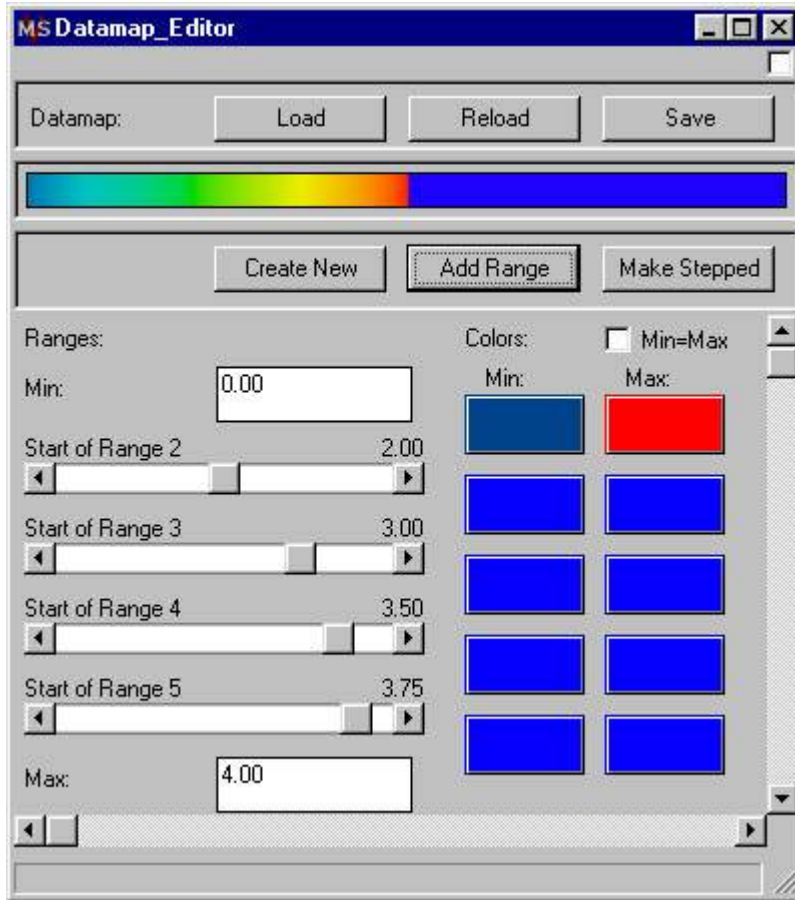 MS Datamap_Editor
Datamap: Load Reload Save
Create New Add Range Make Stepped
Ranges: Colors: Min=Max
Min: 0.00 Min: Max:
Start of Range 2 2.00
Start of Range 3 3.00
Start of Range 4 3.50
Start of Range 5 3.75
Max: 4.00